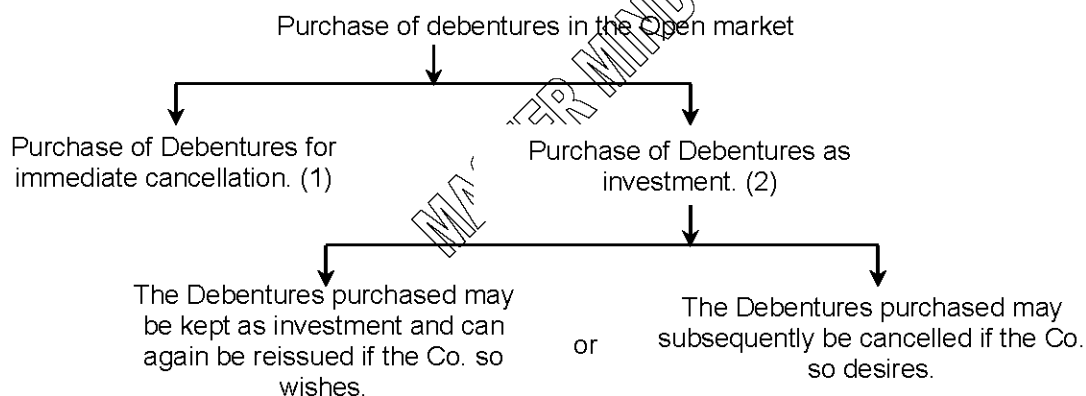 Purchase of debentures in the Open market
Purchase of Debentures for
immediate cancellation. (1)
Purchase of Debentures as
investment. (2)
The Debentures purchased may
be kept as investment and can
again be reissued if the Co. so
wishes.
or
The Debentures purchased may
subsequently be cancelled if the Co.
so desires.